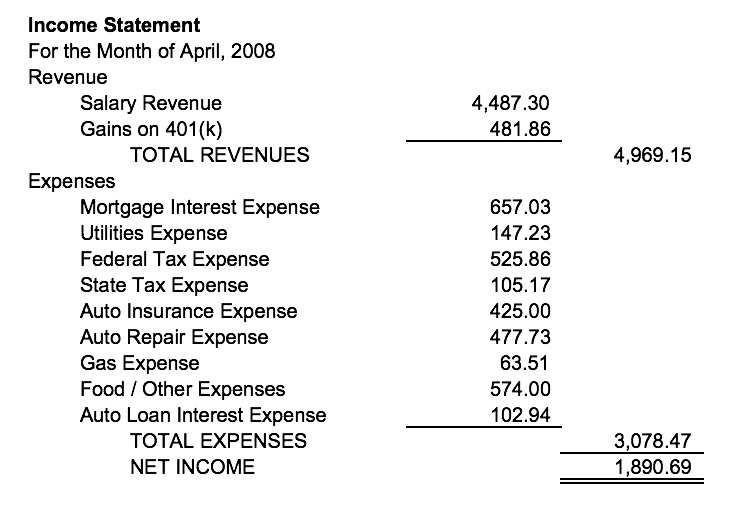 Income Statement
For the Month of April, 2008
Revenue
Salary Revenue 4,487.30
Gains on 401(k) 481.86
TOTAL REVENUES 4,969.15
Expenses
Mortgage Interest Expense 657.03
Utilities Expense 147.23
Federal Tax Expense 525.86
State Tax Expense 105.17
Auto Insurance Expense 425.00
Auto Repair Expense 477.73
Gas Expense 63.51
Food / Other Expenses 574.00
Auto Loan Interest Expense 102.94
TOTAL EXPENSES 3,078.47
NET INCOME 1,890.69